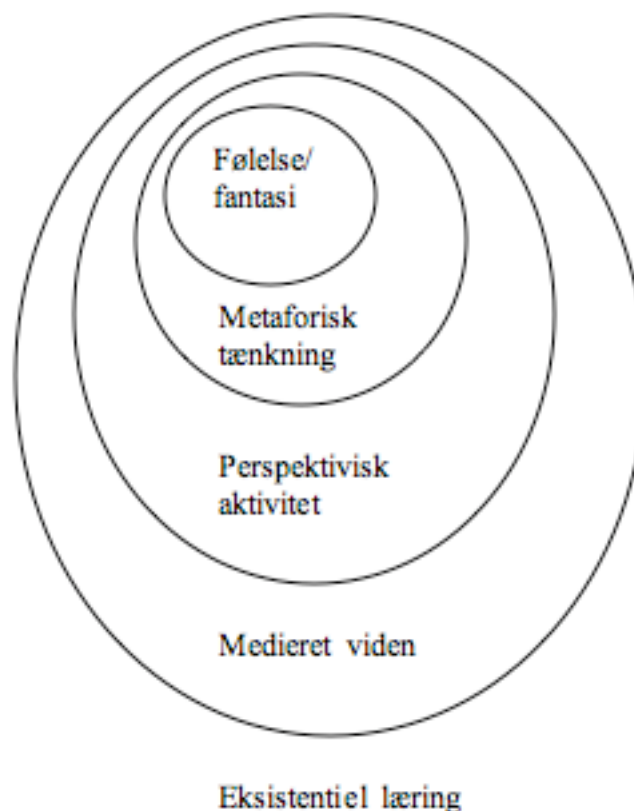 Følelse/
fantasi
Metaforisk
tænkning
Perspektivisk
aktivitet
Medieret viden
Eksistentiel læring